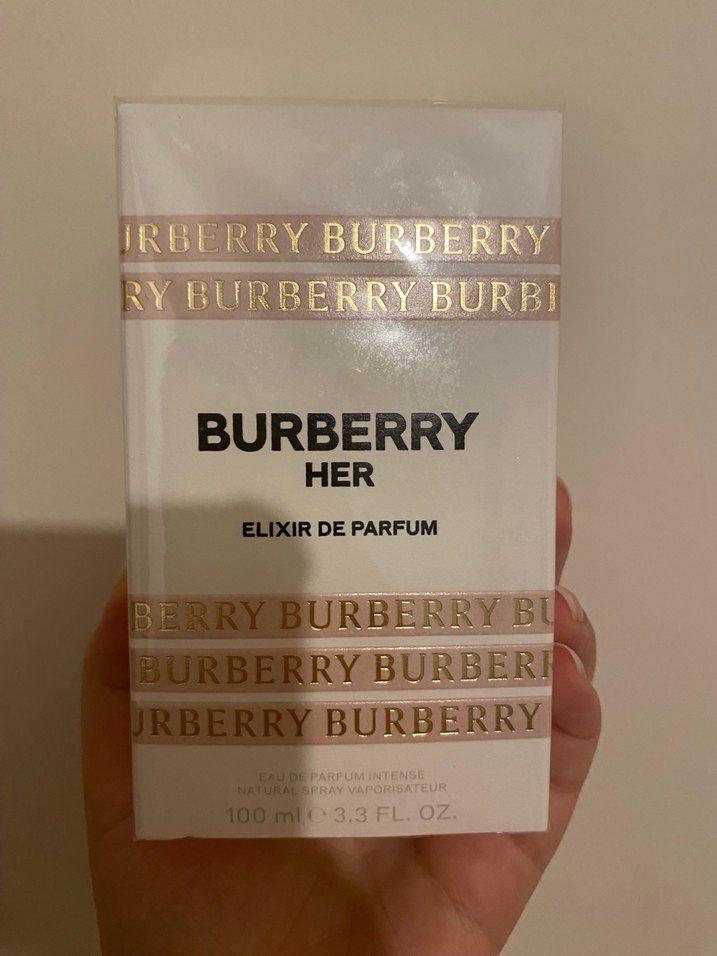 URBERRY BURBERRY
RY BURBERRY BURBE
BURBERRY
HER
ELIXIR DE PARFUM
BERRY BURBERRY BU
BURBERRY BURBERR
URBERRY BURBERRY
EAU DE PARFUM INTENSE
NATURAL SPRAY VAPORISATEUR
100 ml ℮ 3.3 FL. OZ.